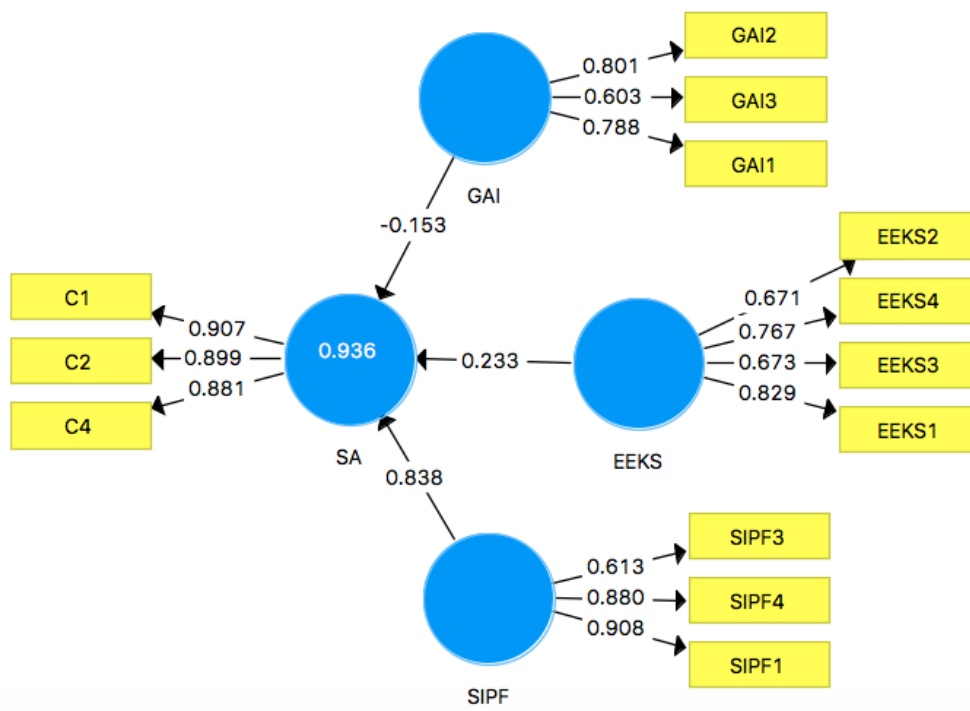 GAI2
0.801
GAI3
0.603
0.788
GAI1
GAI
-0.153
EEKS2
C1
0.671
EEKS4
0.907
0.767
C2
0.899
0.936
0.233
0.673
EEKS3
0.881
0.829
C4
EEKS1
SA
EEKS
0.838
SIPF3
0.613
0.880
SIPF4
0.908
SIPF1
SIPF